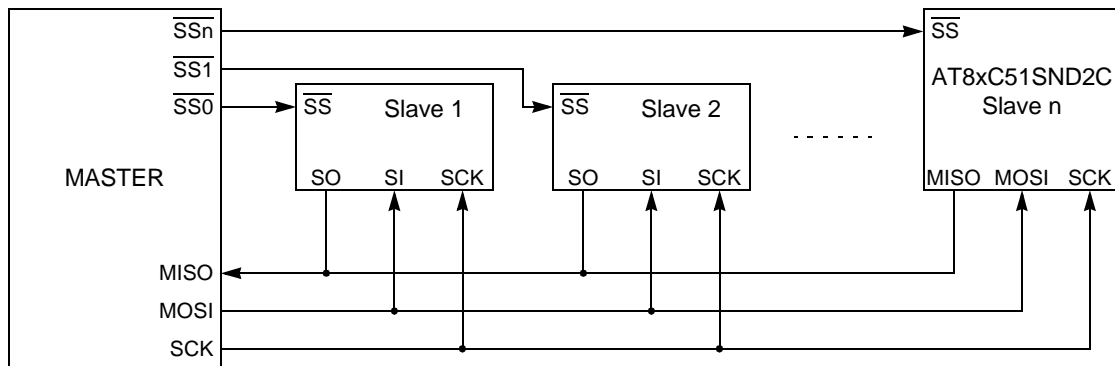 SSn
SS
SS1
AT8xC51SND2C
SS0
SS
Slave 1
SS
Slave 2
Slave n
MASTER
SO SI SCK
SO SI SCK
MISO MOSI SCK
MISO
MOSI
SCK